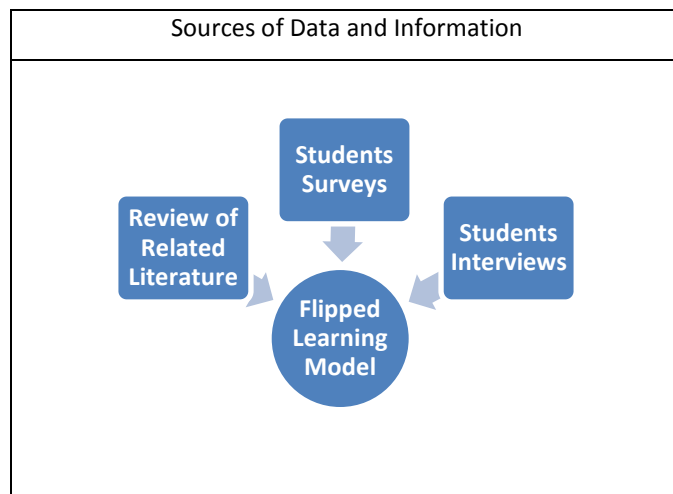 Sources of Data and Information
Students
Surveys
Review of
Related
Literature
Students
Interviews
Flipped
Learning
Model